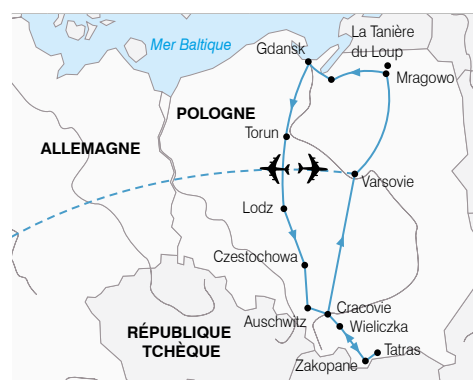 La Tanière
du Loup
Mer Baltique
Gdansk
Mragowo
POLOGNE
Torun
ALLEMAGNE
Varsovie
Lodz
Czestochowa
Cracovie
Auschwitz
Wieliczka
RÉPUBLIQUE
TCHÈQUE
Tatras
Zakopane